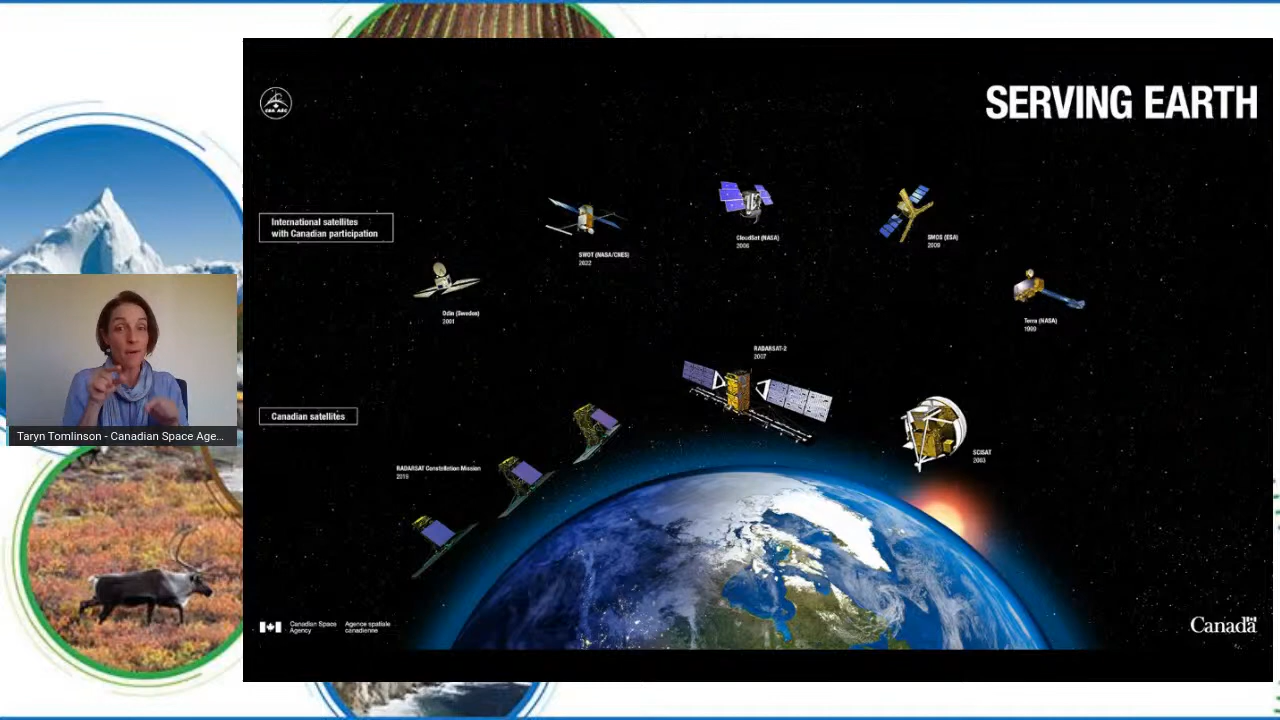 SERVING EARTH
International satellites
with Canadian participation
SWOT (NASA/CNES)
2022
CloudSat (NASA)
2006
SMOS (ESA)
2009
Odin (Sweden)
2001
Terra (NASA)
1999
RADARSAT-2
2007
Canadian satellites
SCISAT
2003
RADARSAT Constellation Mission
2019
Taryn Tomlinson - Canadian Space Age...
Canadian Space
Agency
Agence spatiale
canadienne
Canada